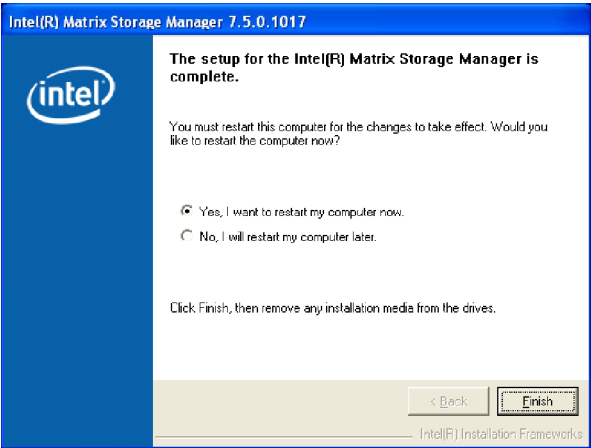 Intel(R) Matrix Storage Manager 7.5.0.1017
intel
The setup for the Intel(R) Matrix Storage Manager is
complete.
You must restart this computer for the changes to take effect. Would you
like to restart the computer now?
Yes, I want to restart my computer now.
No, I will restart my computer later.
Click Finish, then remove any installation media from the drives.
< Back
Finish
Intel(R) Installation Frameworks